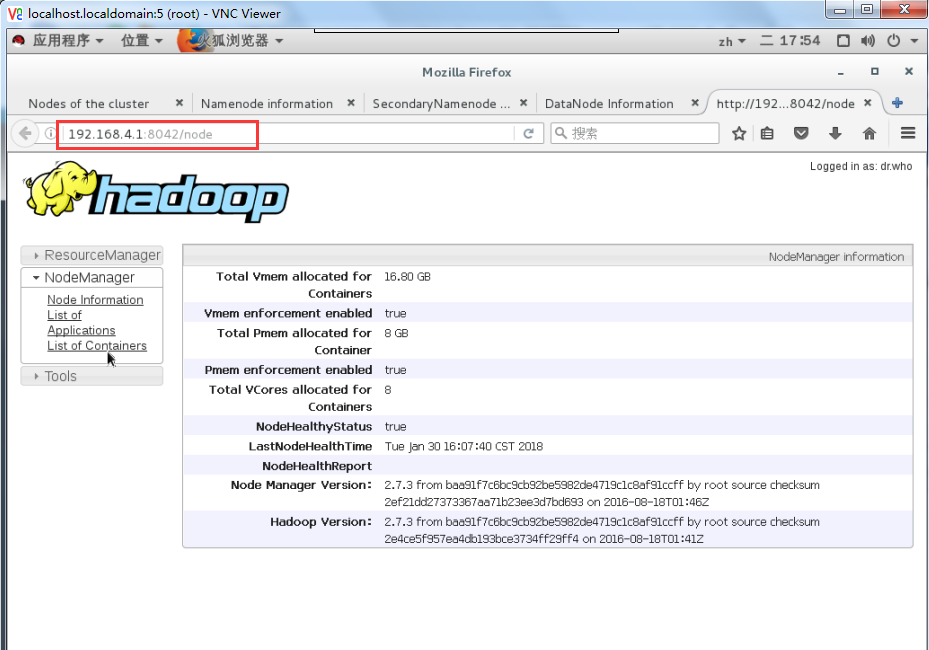 localhost.localdomain:5 (root) - VNC Viewer
应用程序 位置 火狐浏览器 zh 二 17:54
Mozilla Firefox
Nodes of the cluster Namenode information SecondaryNamenode ... DataNode Information http://192...8042/node
192.168.4.1:8042/node 搜索
Logged in as: dr.who
hadoop
ResourceManager
NodeManager
Node Information
List of
Applications
List of Containers
Tools
NodeManager information
Total Vmem allocated for 16.80 GB
Containers
Vmem enforcement enabled true
Total Pmem allocated for 8 GB
Container
Pmem enforcement enabled true
Total VCores allocated for 8
Containers
NodeHealthyStatus true
LastNodeHealthTime Tue Jan 30 16:07:40 CST 2018
NodeHealthReport
Node Manager Version: 2.7.3 from baa91f7c6bc9cb92be5982de4719c1c8af91ccff by root source checksum
2ef21dd27373367aa71b23ee3d7bd693 on 2016-08-18T01:46Z
Hadoop Version: 2.7.3 from baa91f7c6bc9cb92be5982de4719c1c8af91ccff by root source checksum
2e4ce5f957ea4db193bce3734ff29ff4 on 2016-08-18T01:41Z